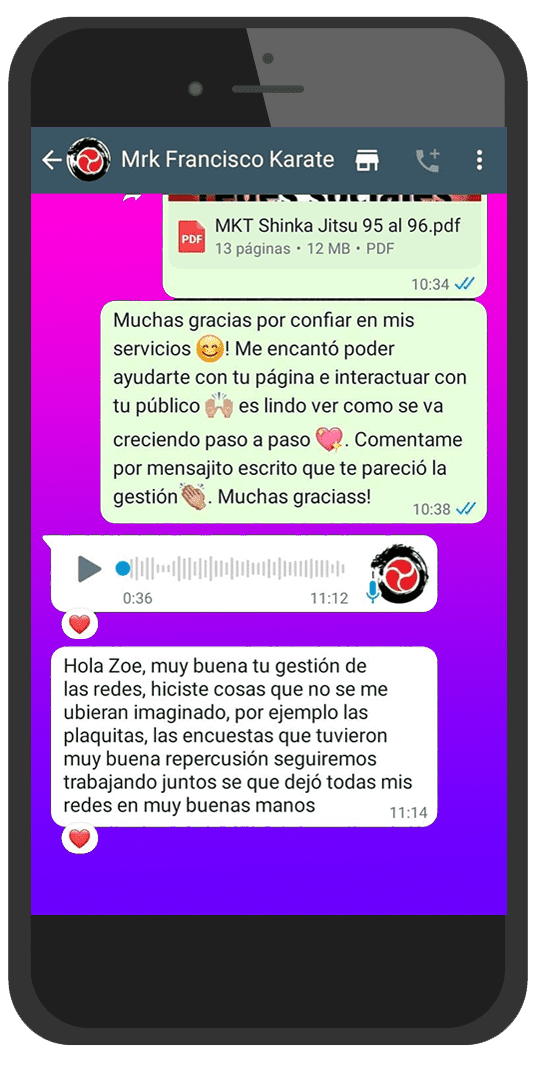 Mrk Francisco Karate
redes sociales
PDF
MKT Shinka Jitsu 95 al 96.pdf
13 páginas • 12 MB • PDF
10:34
Muchas gracias por confiar en mis
servicios 😊! Me encantó poder
ayudarte con tu página e interactuar con
tu público 🙌🏼 es lindo ver como se va
creciendo paso a paso 💖. Comentame
por mensajito escrito que te pareció la
gestión👏🏼. Muchas graciass!
10:38
0:36
11:12
Hola Zoe, muy buena tu gestión de
las redes, hiciste cosas que no se me
ubieran imaginado, por ejemplo las
plaquitas, las encuestas que tuvieron
muy buena repercusión seguiremos
trabajando juntos se que dejó todas mis
redes en muy buenas manos
11:14